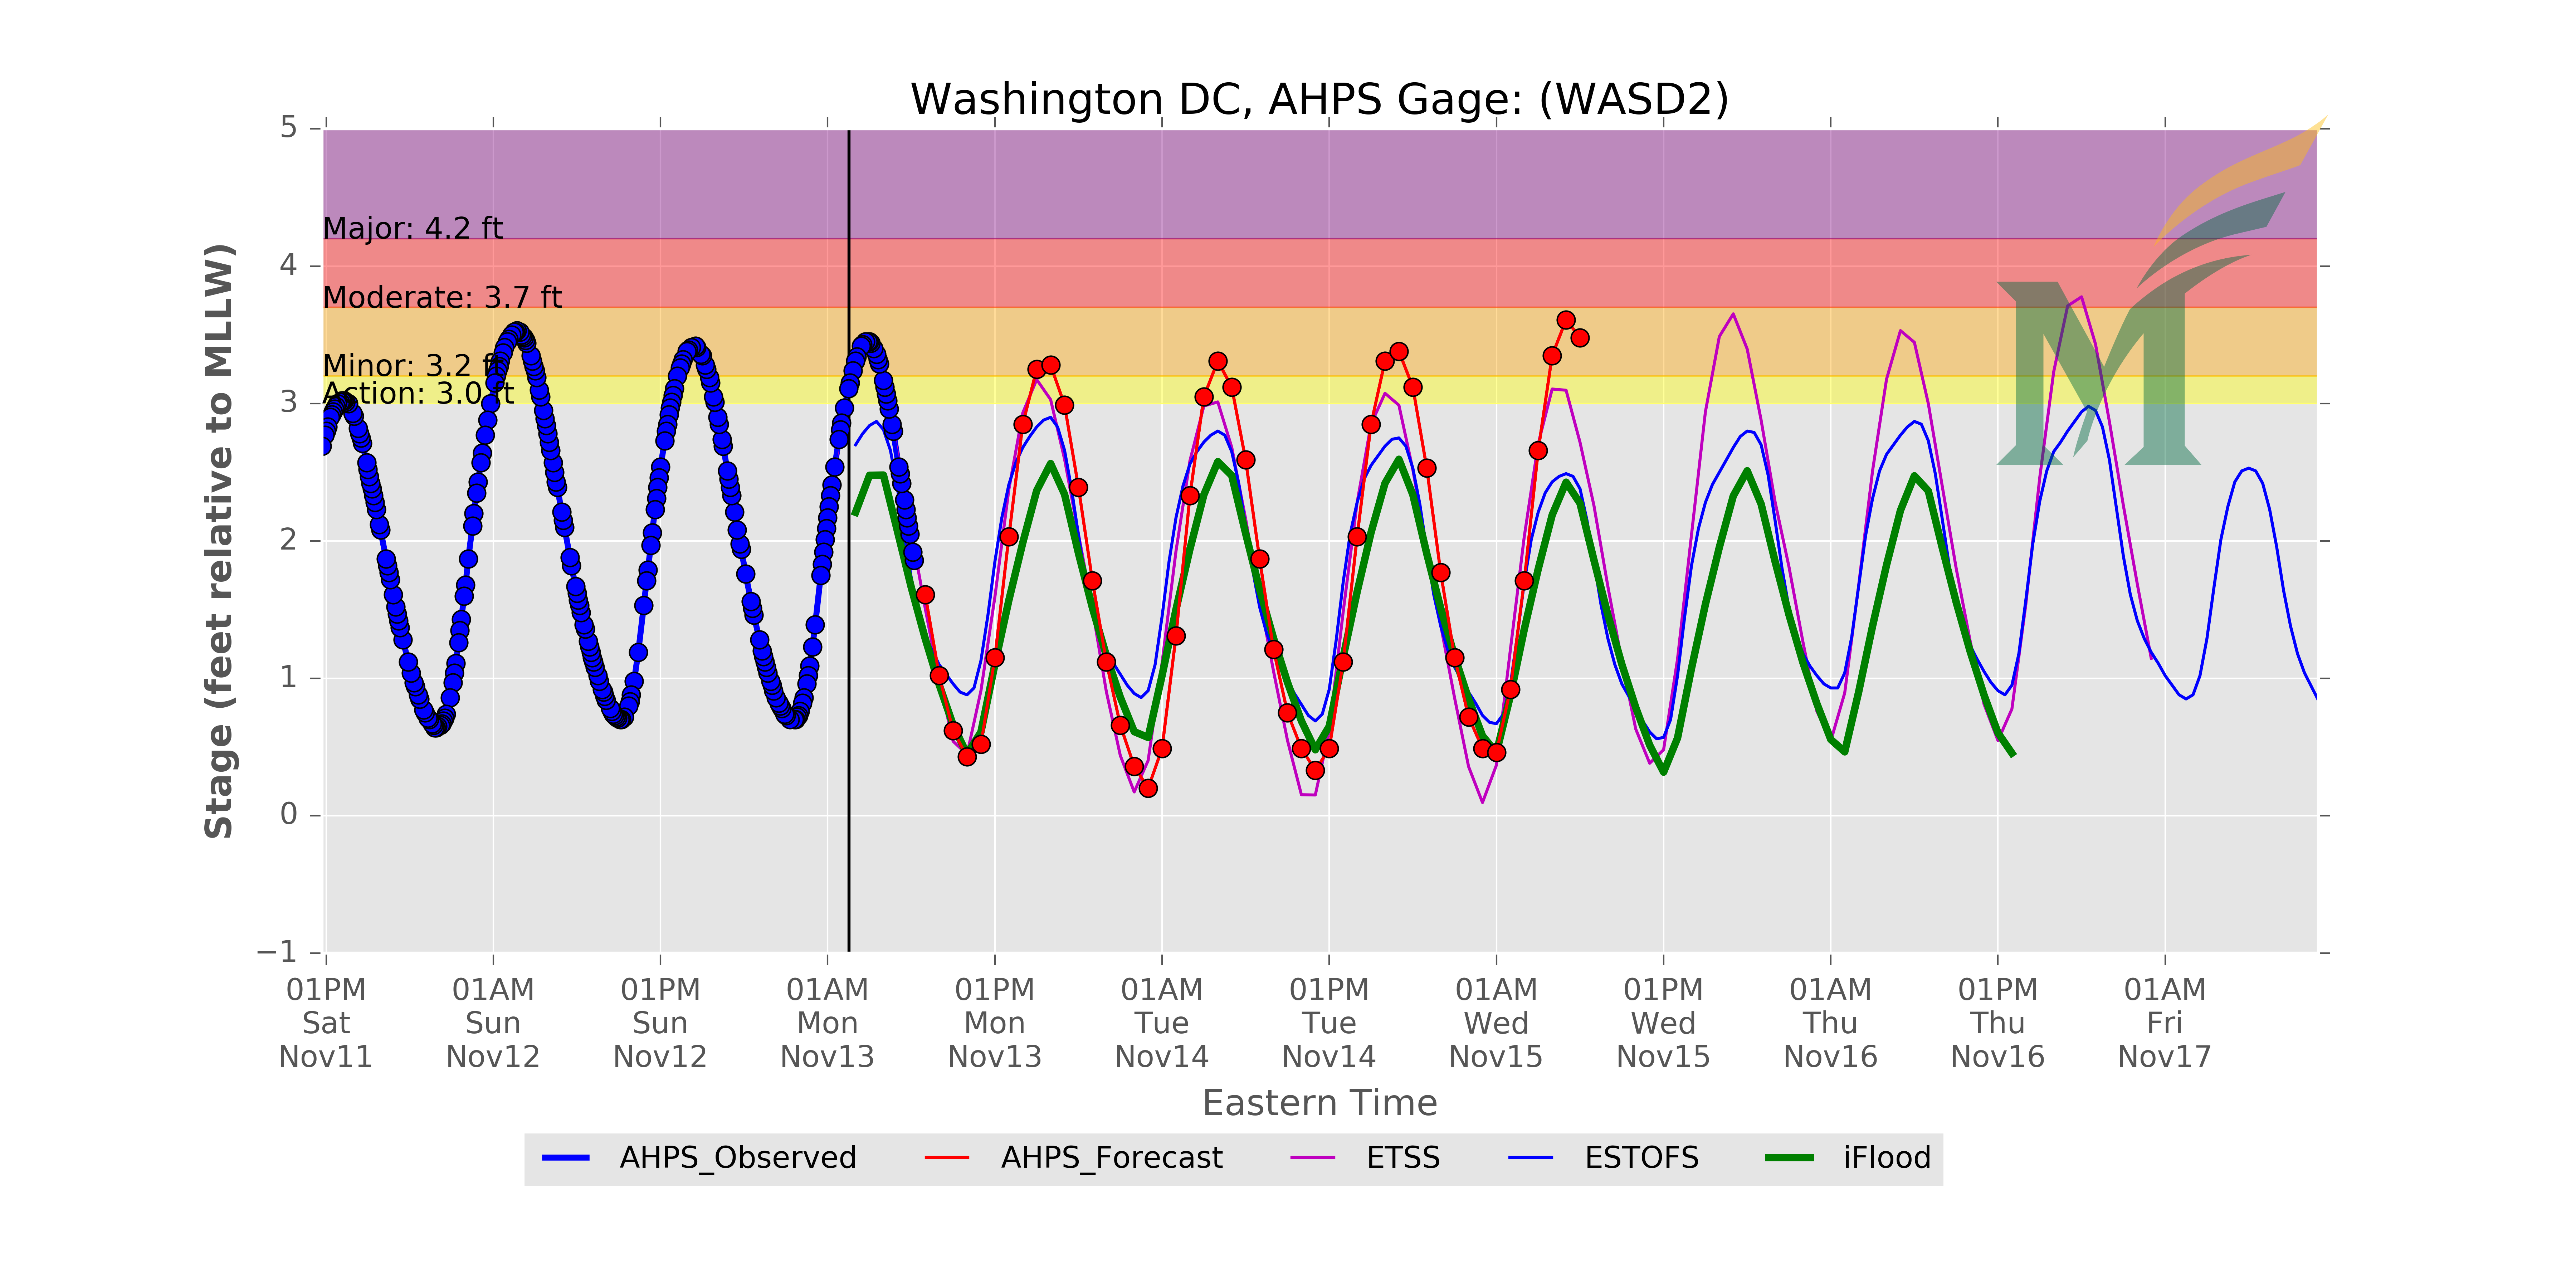 Washington DC, AHPS Gage: (WASD2)
Stage (feet relative to MLLW)
5
4
3
2
1
0
−1
Major: 4.2 ft
Moderate: 3.7 ft
Minor: 3.2 ft
Action: 3.0 ft
M
01PM Sat Nov11
01AM Sun Nov12
01PM Sun Nov12
01AM Mon Nov13
01PM Mon Nov13
01AM Tue Nov14
01PM Tue Nov14
01AM Wed Nov15
01PM Wed Nov15
01AM Thu Nov16
01PM Thu Nov16
01AM Fri Nov17
Eastern Time
AHPS_Observed
AHPS_Forecast
ETSS
ESTOFS
iFlood